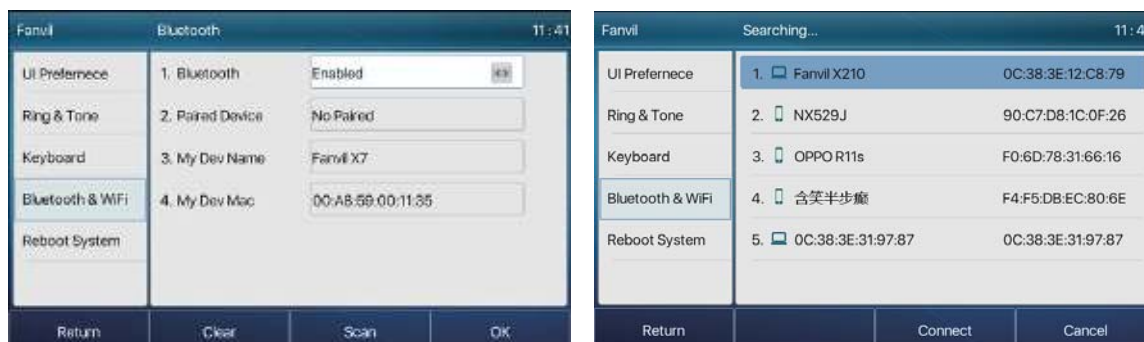 Fanvil Bluetooth 11:41
UI Prefernece 1. Bluetooth Enabled
Ring & Tone 2. Paired Device No Paired
Keyboard 3. My Dev Name Fanvil X7
Bluetooth & WiFi 4. My Dev Mac 00:A8:59:00:11:35
Reboot System
Return Clear Scan OK
Fanvil Searching... 11:4
UI Prefernece 1. Fanvil X210 0C:38:3E:12:C8:79
Ring & Tone 2. NX529J 90:C7:D8:1C:0F:26
Keyboard 3. OPPO R11s F0:6D:78:31:66:16
Bluetooth & WiFi 4. 含笑半步癫 F4:F5:DB:EC:80:6E
Reboot System 5. 0C:38:3E:31:97:87 0C:38:3E:31:97:87
Return Connect Cancel